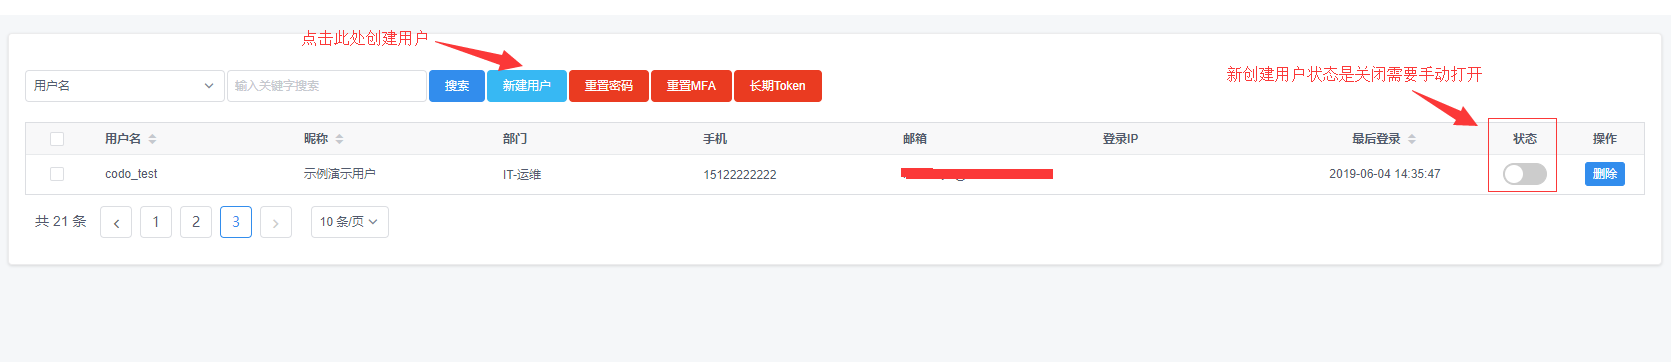 点击此处创建用户
新创建用户状态是关闭需要手动打开
用户名 输入关键字搜索 搜索 新建用户 重置密码 重置MFA 长期Token
用户名 昵称 部门 手机 邮箱 登录IP 最后登录 状态 操作
codo_test 示例演示用户 IT-运维 15122222222 2019-06-04 14:35:47 删除
共 21 条 1 2 3 10 条/页